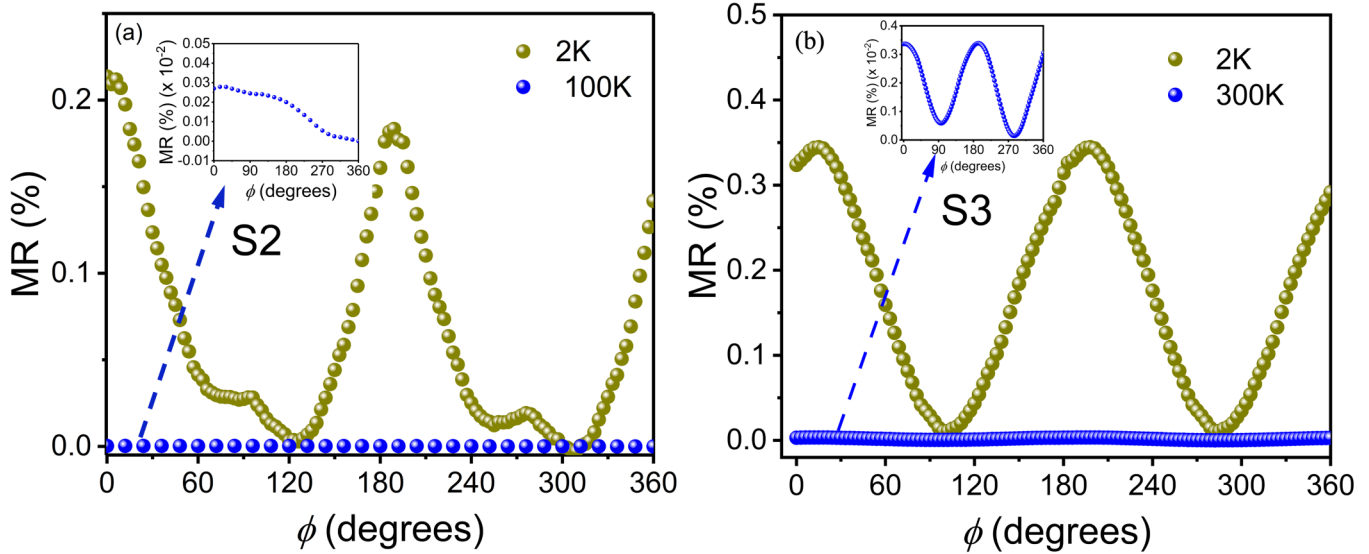 (a)
2K
100K
MR (%)
0.2
0.1
0.0
0 60 120 180 240 300 360
ϕ (degrees)
S2
MR (%) (x 10-2)
0.05
0.04
0.03
0.02
0.01
0.00
-0.01
0 90 180 270 360
ϕ (degrees)
(b)
2K
300K
MR (%)
0.5
0.4
0.3
0.2
0.1
0.0
0 60 120 180 240 300 360
ϕ (degrees)
S3
MR (%) (x 10-2)
0.4
0.3
0.2
0.1
0.0
0 90 180 270 360
ϕ (degrees)